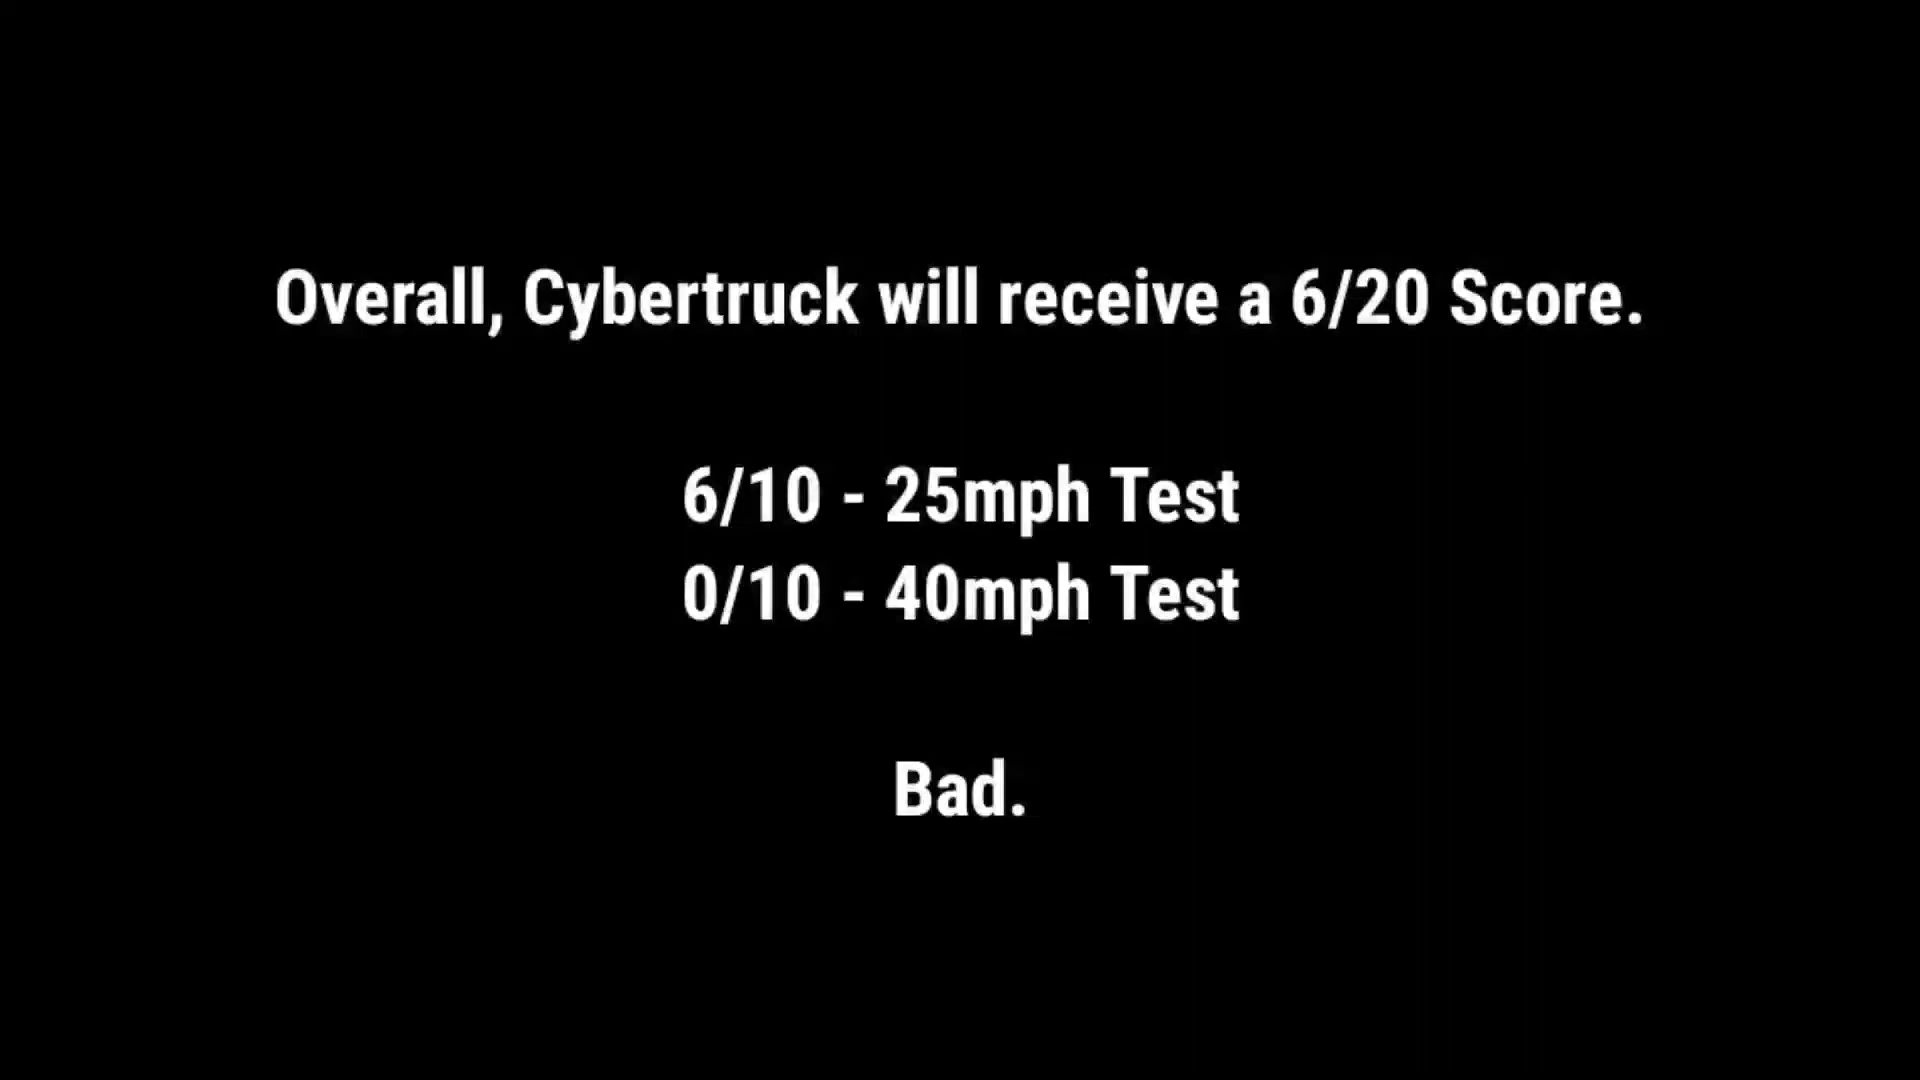 Overall, Cybertruck will receive a 6/20 Score.
6/10 - 25mph Test
0/10 - 40mph Test
Bad.